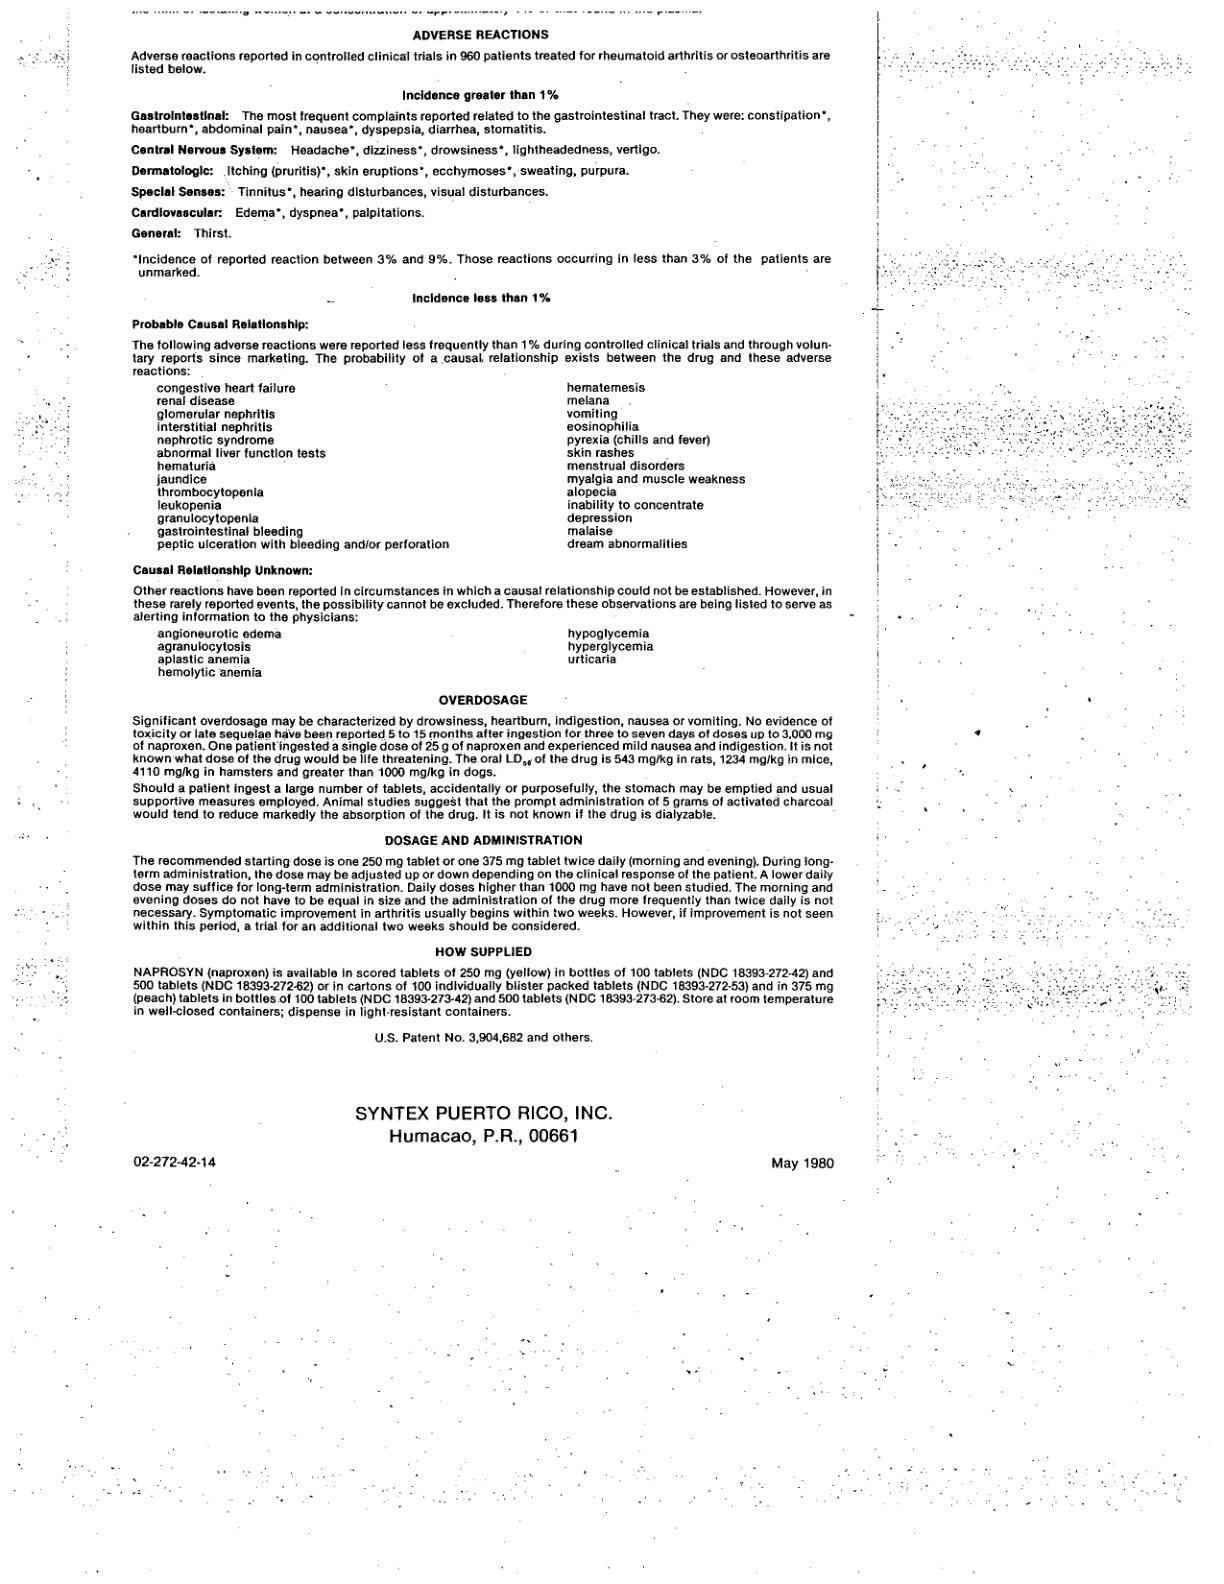 ADVERSE REACTIONS
Adverse reactions reported in controlled clinical trials in 960 patients treated for rheumatoid arthritis or osteoarthritis are
listed below.
Incidence greater than 1%
Gastrointestinal: The most frequent complaints reported related to the gastrointestinal tract. They were: constipation*,
heartburn*, abdominal pain*, nausea*, dyspepsia, diarrhea, stomatitis.
Central Nervous System: Headache*, dizziness*, drowsiness*, lightheadedness, vertigo.
Dermatologic: Itching (pruritis)*, skin eruptions*, ecchymoses*, sweating, purpura.
Special Senses: Tinnitus*, hearing disturbances, visual disturbances.
Cardiovascular: Edema*, dyspnea*, palpitations.
General: Thirst.
*Incidence of reported reaction between 3% and 9%. Those reactions occurring in less than 3% of the patients are
unmarked.
Incidence less than 1%
Probable Causal Relationship:
The following adverse reactions were reported less frequently than 1% during controlled clinical trials and through volun-
tary reports since marketing. The probability of a causal relationship exists between the drug and these adverse
reactions:
congestive heart failure
renal disease
glomerular nephritis
interstitial nephritis
nephrotic syndrome
abnormal liver function tests
hematuria
jaundice
thrombocytopenia
leukopenia
granulocytopenia
gastrointestinal bleeding
peptic ulceration with bleeding and/or perforation
hematemesis
melana
vomiting
eosinophilia
pyrexia (chills and fever)
skin rashes
menstrual disorders
myalgia and muscle weakness
alopecia
inability to concentrate
depression
malaise
dream abnormalities
Causal Relationship Unknown:
Other reactions have been reported in circumstances in which a causal relationship could not be established. However, in
these rarely reported events, the possibility cannot be excluded. Therefore these observations are being listed to serve as
alerting information to the physicians:
angioneurotic edema
agranulocytosis
aplastic anemia
hemolytic anemia
hypoglycemia
hyperglycemia
urticaria
OVERDOSAGE
Significant overdosage may be characterized by drowsiness, heartburn, indigestion, nausea or vomiting. No evidence of
toxicity or late sequelae have been reported 5 to 15 months after ingestion for three to seven days of doses up to 3,000 mg
of naproxen. One patient ingested a single dose of 25 g of naproxen and experienced mild nausea and indigestion. It is not
known what dose of the drug would be life threatening. The oral LD₅₀ of the drug is 543 mg/kg in rats, 1234 mg/kg in mice,
4110 mg/kg in hamsters and greater than 1000 mg/kg in dogs.
Should a patient ingest a large number of tablets, accidentally or purposefully, the stomach may be emptied and usual
supportive measures employed. Animal studies suggest that the prompt administration of 5 grams of activated charcoal
would tend to reduce markedly the absorption of the drug. It is not known if the drug is dialyzable.
DOSAGE AND ADMINISTRATION
The recommended starting dose is one 250 mg tablet or one 375 mg tablet twice daily (morning and evening). During long-
term administration, the dose may be adjusted up or down depending on the clinical response of the patient. A lower daily
dose may suffice for long-term administration. Daily doses higher than 1000 mg have not been studied. The morning and
evening doses do not have to be equal in size and the administration of the drug more frequently than twice daily is not
necessary. Symptomatic improvement in arthritis usually begins within two weeks. However, if improvement is not seen
within this period, a trial for an additional two weeks should be considered.
HOW SUPPLIED
NAPROSYN (naproxen) is available in scored tablets of 250 mg (yellow) in bottles of 100 tablets (NDC 18393-272-42) and
500 tablets (NDC 18393-272-62) or in cartons of 100 individually blister packed tablets (NDC 18393-272-53) and in 375 mg
(peach) tablets in bottles of 100 tablets (NDC 18393-273-42) and 500 tablets (NDC 18393-273-62). Store at room temperature
in well-closed containers; dispense in light-resistant containers.
U.S. Patent No. 3,904,682 and others.
SYNTEX PUERTO RICO, INC.
Humacao, P.R., 00661
02-272-42-14
May 1980